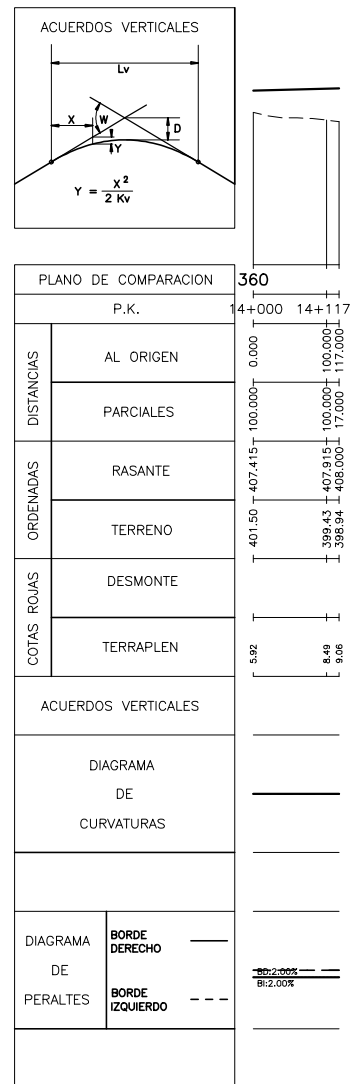 ACUERDOS VERTICALES
Lv
X
W
D
Y
Y = X² / 2 Kv
PLANO DE COMPARACION 360
P.K. 14+000 14+117
DISTANCIAS
AL ORIGEN 0.000 100.000 117.000
PARCIALES 100.000 100.000 17.000
ORDENADAS
RASANTE 407.415 407.915 408.000
TERRENO 401.50 399.43 398.94
COTAS ROJAS
DESMONTE
TERRAPLEN 5.92 8.49 9.06
ACUERDOS VERTICALES
DIAGRAMA
DE
CURVATURAS
DIAGRAMA
DE
PERALTES
BORDE
DERECHO
BORDE
IZQUIERDO
BD:2.00%
BI:2.00%